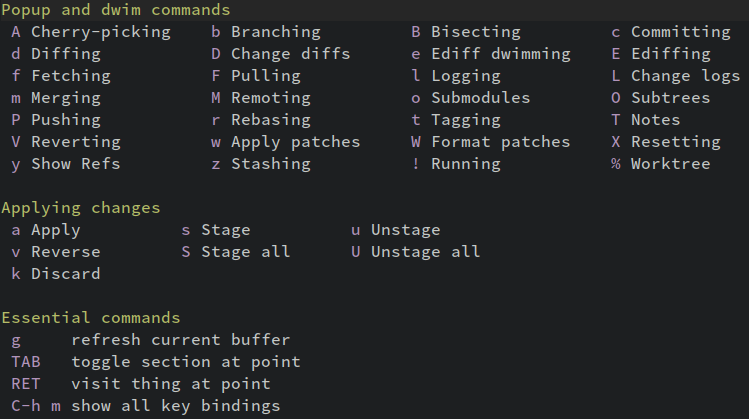 Popup and dwim commands
A Cherry-picking b Branching B Bisecting c Committing
d Diffing D Change diffs e Ediff dwimming E Ediffing
f Fetching F Pulling l Logging L Change logs
m Merging M Remoting o Submodules O Subtrees
P Pushing r Rebasing t Tagging T Notes
V Reverting w Apply patches W Format patches X Resetting
y Show Refs z Stashing ! Running % Worktree
Applying changes
a Apply s Stage u Unstage
v Reverse S Stage all U Unstage all
k Discard
Essential commands
g refresh current buffer
TAB toggle section at point
RET visit thing at point
C-h m show all key bindings